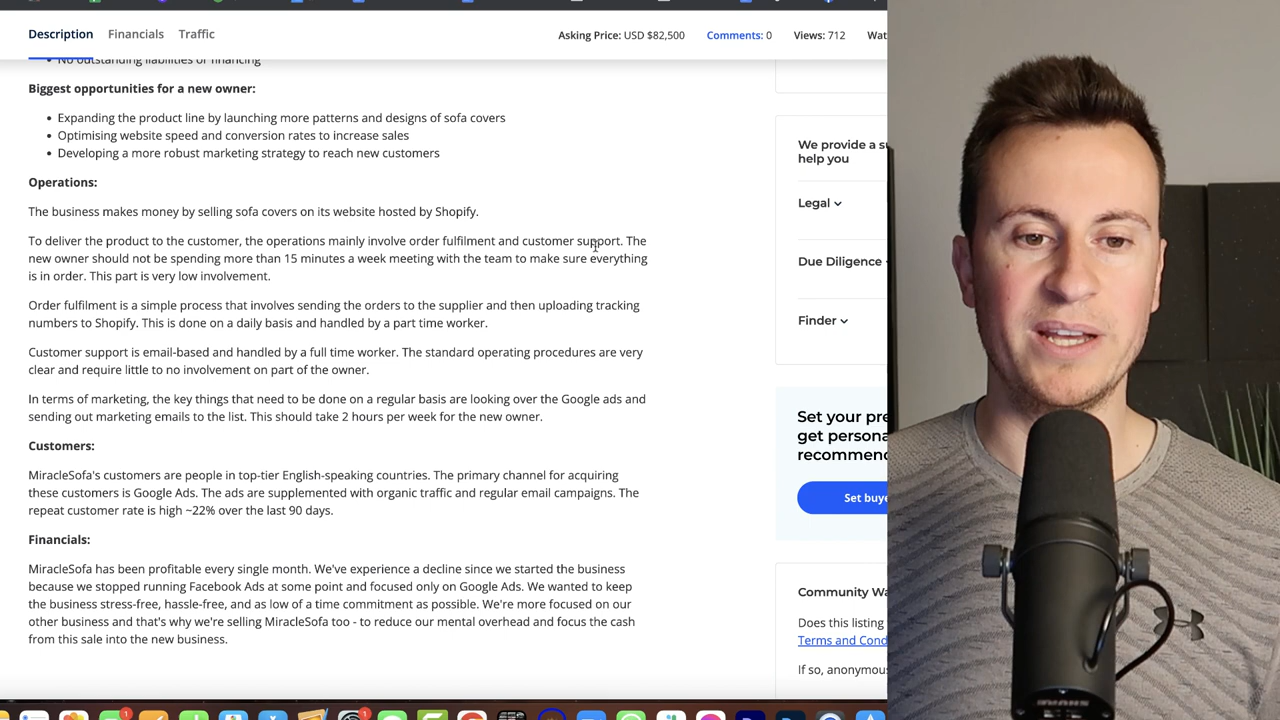 Description Financials Traffic
Asking Price: USD $82,500 Comments: 0 Views: 712
No outstanding liabilities or financing
Biggest opportunities for a new owner:
• Expanding the product line by launching more patterns and designs of sofa covers
• Optimising website speed and conversion rates to increase sales
• Developing a more robust marketing strategy to reach new customers
Operations:
The business makes money by selling sofa covers on its website hosted by Shopify.
To deliver the product to the customer, the operations mainly involve order fulfilment and customer support. The
new owner should not be spending more than 15 minutes a week meeting with the team to make sure everything
is in order. This part is very low involvement.
Order fulfilment is a simple process that involves sending the orders to the supplier and then uploading tracking
numbers to Shopify. This is done on a daily basis and handled by a part time worker.
Customer support is email-based and handled by a full time worker. The standard operating procedures are very
clear and require little to no involvement on part of the owner.
In terms of marketing, the key things that need to be done on a regular basis are looking over the Google ads and
sending out marketing emails to the list. This should take 2 hours per week for the new owner.
Customers:
MiracleSofa's customers are people in top-tier English-speaking countries. The primary channel for acquiring
these customers is Google Ads. The ads are supplemented with organic traffic and regular email campaigns. The
repeat customer rate is high ~22% over the last 90 days.
Financials:
MiracleSofa has been profitable every single month. We've experience a decline since we started the business
because we stopped running Facebook Ads at some point and focused only on Google Ads. We wanted to keep
the business stress-free, hassle-free, and as low of a time commitment as possible. We're more focused on our
other business and that's why we're selling MiracleSofa too - to reduce our mental overhead and focus the cash
from this sale into the new business.
We provide a
help you
Legal
Due Diligence
Finder
Set your
get
Set
Community
Does this listing
Terms and
If so,